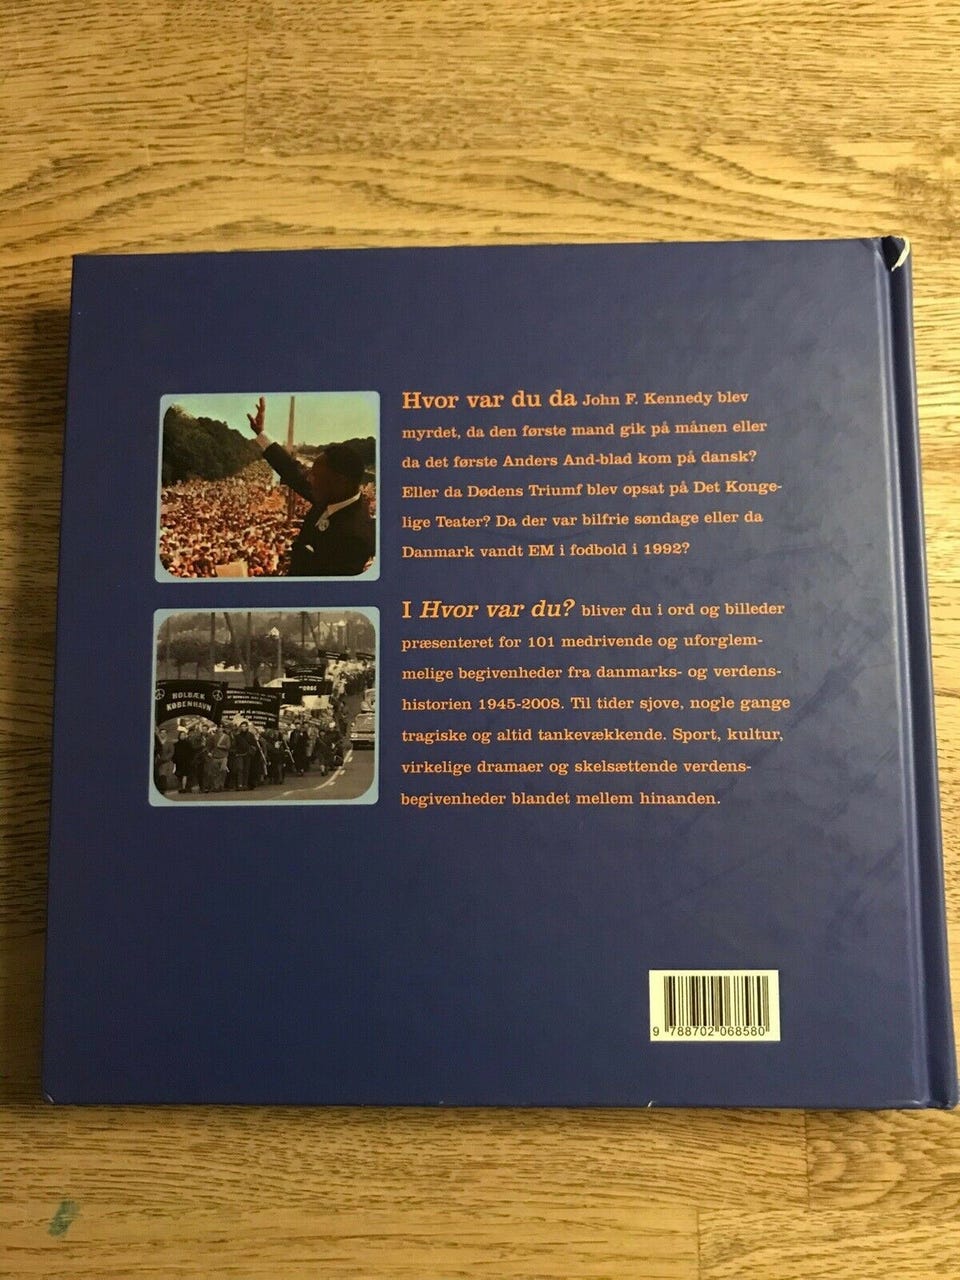 Hvor var du da John F. Kennedy blev
myrdet, da den første mand gik på månen eller
da det første Anders And-blad kom på dansk?
Eller da Dødens Triumf blev opsat på Det Konge-
lige Teater? Da der var bilfrie søndage eller da
Danmark vandt EM i fodbold i 1992?
I Hvor var du? bliver du i ord og billeder
præsenteret for 101 medrivende og uforglem-
melige begivenheder fra danmarks- og verdens-
historien 1945-2008. Til tider sjove, nogle gange
tragiske og altid tankevækkende. Sport, kultur,
virkelige dramaer og skelsættende verdens-
begivenheder blandet mellem hinanden.
HOLBÆK
KØBENHAVN
9 788702 068580